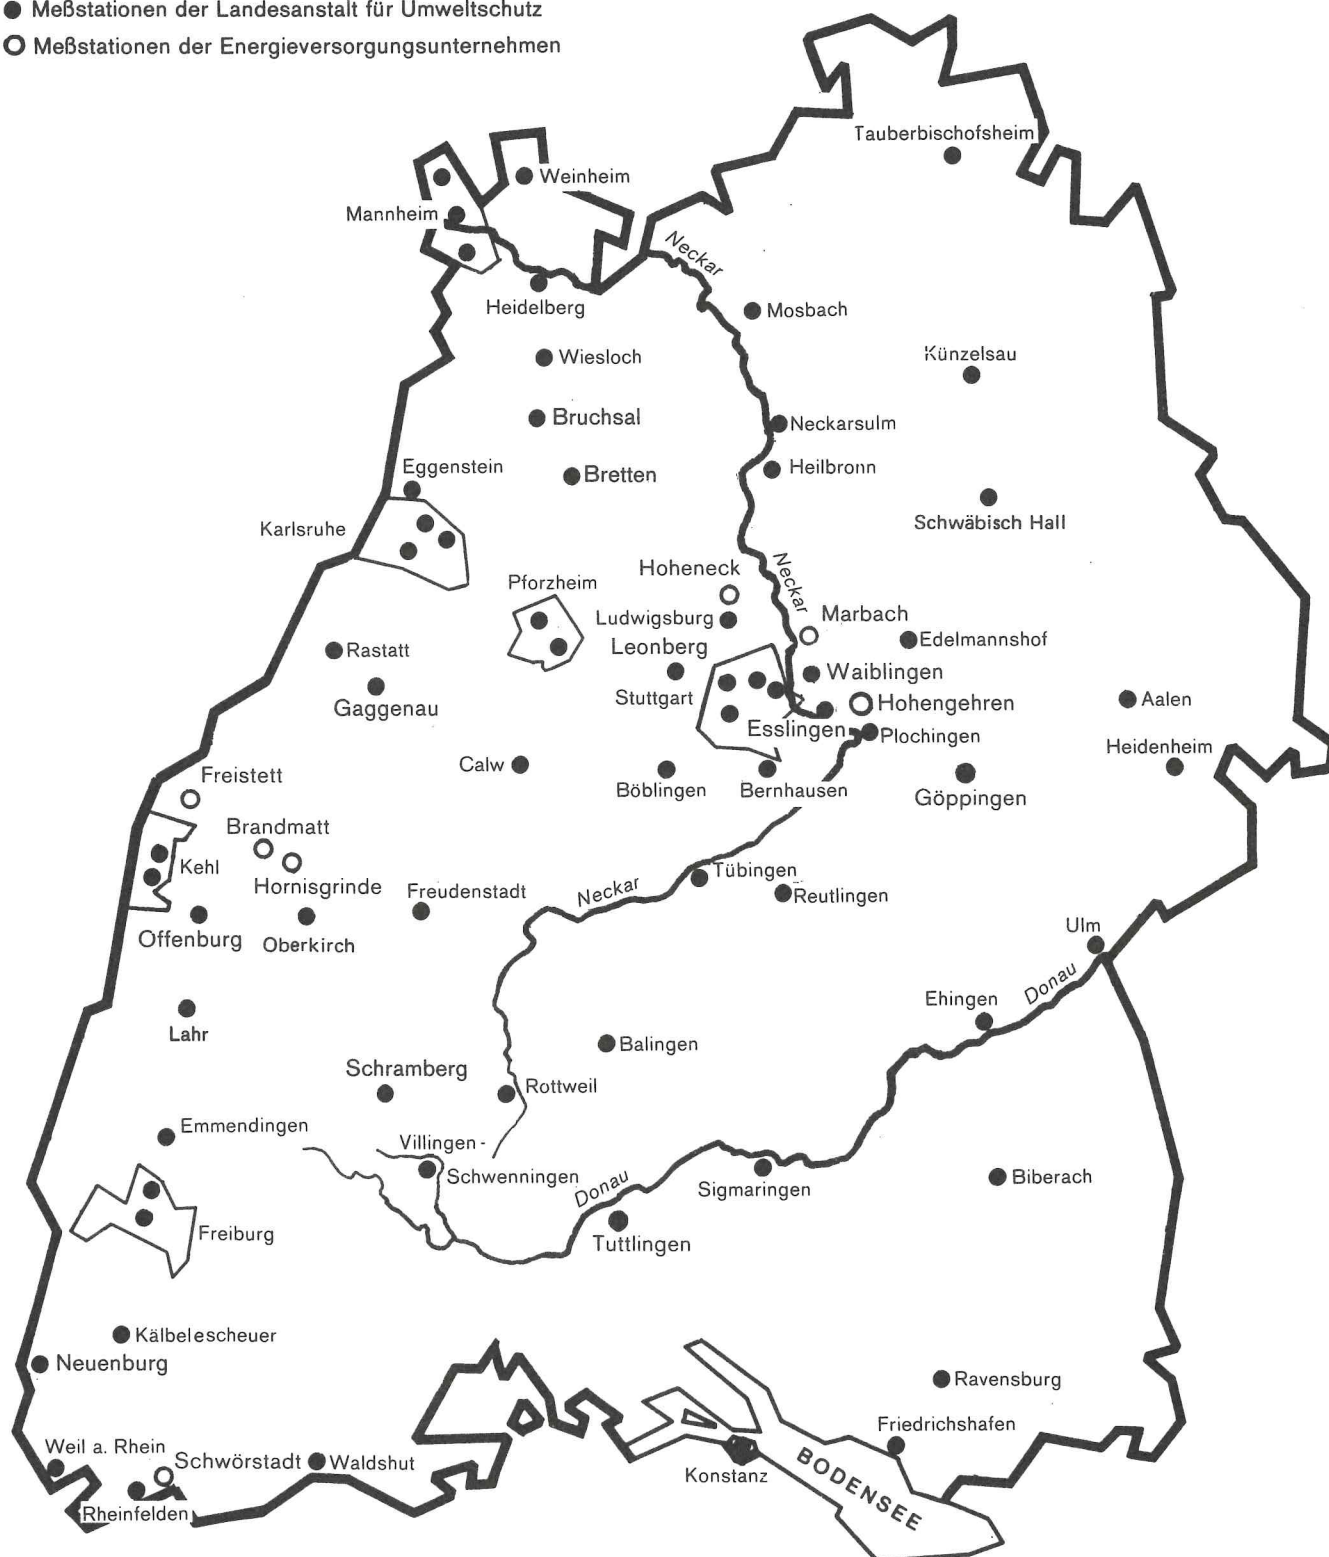 Meßstationen der Landesanstalt für Umweltschutz
Meßstationen der Energieversorgungsunternehmen
Tauberbischofsheim
Weinheim
Mannheim
Neckar
Heidelberg
Mosbach
Wiesloch
Künzelsau
Bruchsal
Neckarsulm
Eggenstein
Heilbronn
Bretten
Karlsruhe
Schwäbisch Hall
Hoheneck
Neckar
Pforzheim
Marbach
Ludwigsburg
Edelmannshof
Leonberg
Rastatt
Waiblingen
Stuttgart
Aalen
Gaggenau
Hohengehren
Esslingen
Plochingen
Heidenheim
Calw
Freistett
Böblingen
Bernhausen
Göppingen
Brandmatt
Kehl
Tübingen
Hornisgrinde
Freudenstadt
Neckar
Reutlingen
Offenburg
Oberkirch
Ulm
Donau
Ehingen
Lahr
Balingen
Schramberg
Rottweil
Emmendingen
Villingen-
Schwenningen
Donau
Sigmaringen
Biberach
Freiburg
Tuttlingen
Kälbelescheuer
Neuenburg
Ravensburg
Friedrichshafen
Weil a. Rhein
Schwörstadt
Waldshut
Konstanz
BODENSEE
Rheinfelden